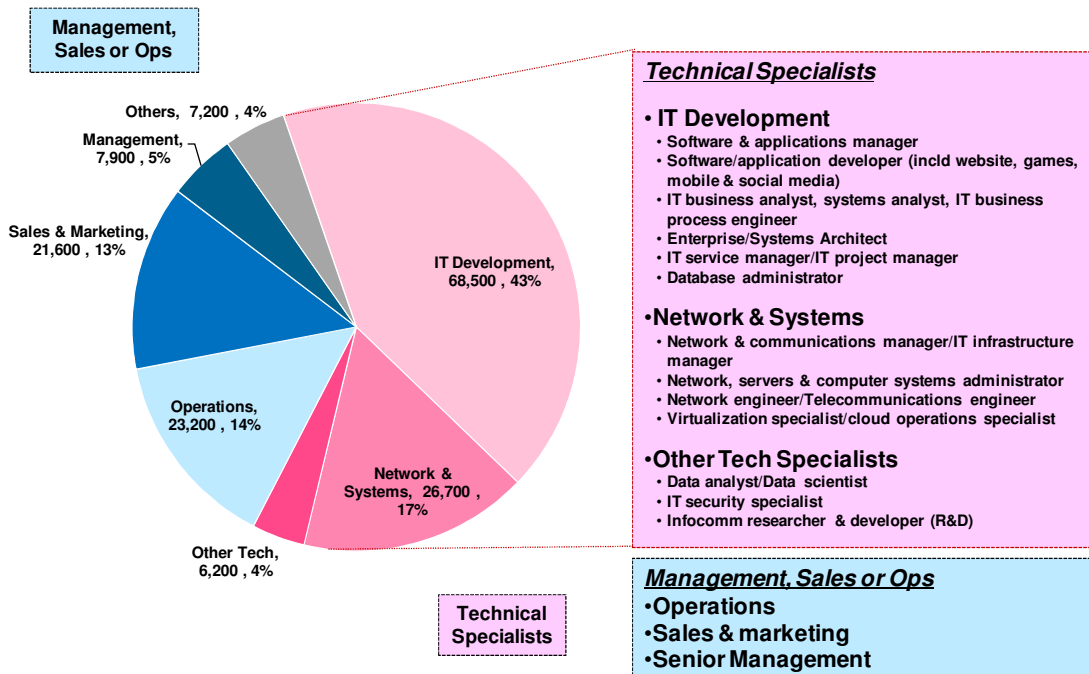 Management,
Sales or Ops
Others, 7,200 , 4%
Management,
7,900 , 5%
Sales & Marketing,
21,600 , 13%
Operations,
23,200 , 14%
Other Tech,
6,200 , 4%
Network &
Systems, 26,700 ,
17%
IT Development,
68,500 , 43%
Technical
Specialists
Technical Specialists
• IT Development
• Software & applications manager
• Software/application developer (incld website, games,
mobile & social media)
• IT business analyst, systems analyst, IT business
process engineer
• Enterprise/Systems Architect
• IT service manager/IT project manager
• Database administrator
•Network & Systems
• Network & communications manager/IT infrastructure
manager
• Network, servers & computer systems administrator
• Network engineer/Telecommunications engineer
• Virtualization specialist/cloud operations specialist
•Other Tech Specialists
• Data analyst/Data scientist
• IT security specialist
• Infocomm researcher & developer (R&D)
Management, Sales or Ops
•Operations
•Sales & marketing
•Senior Management